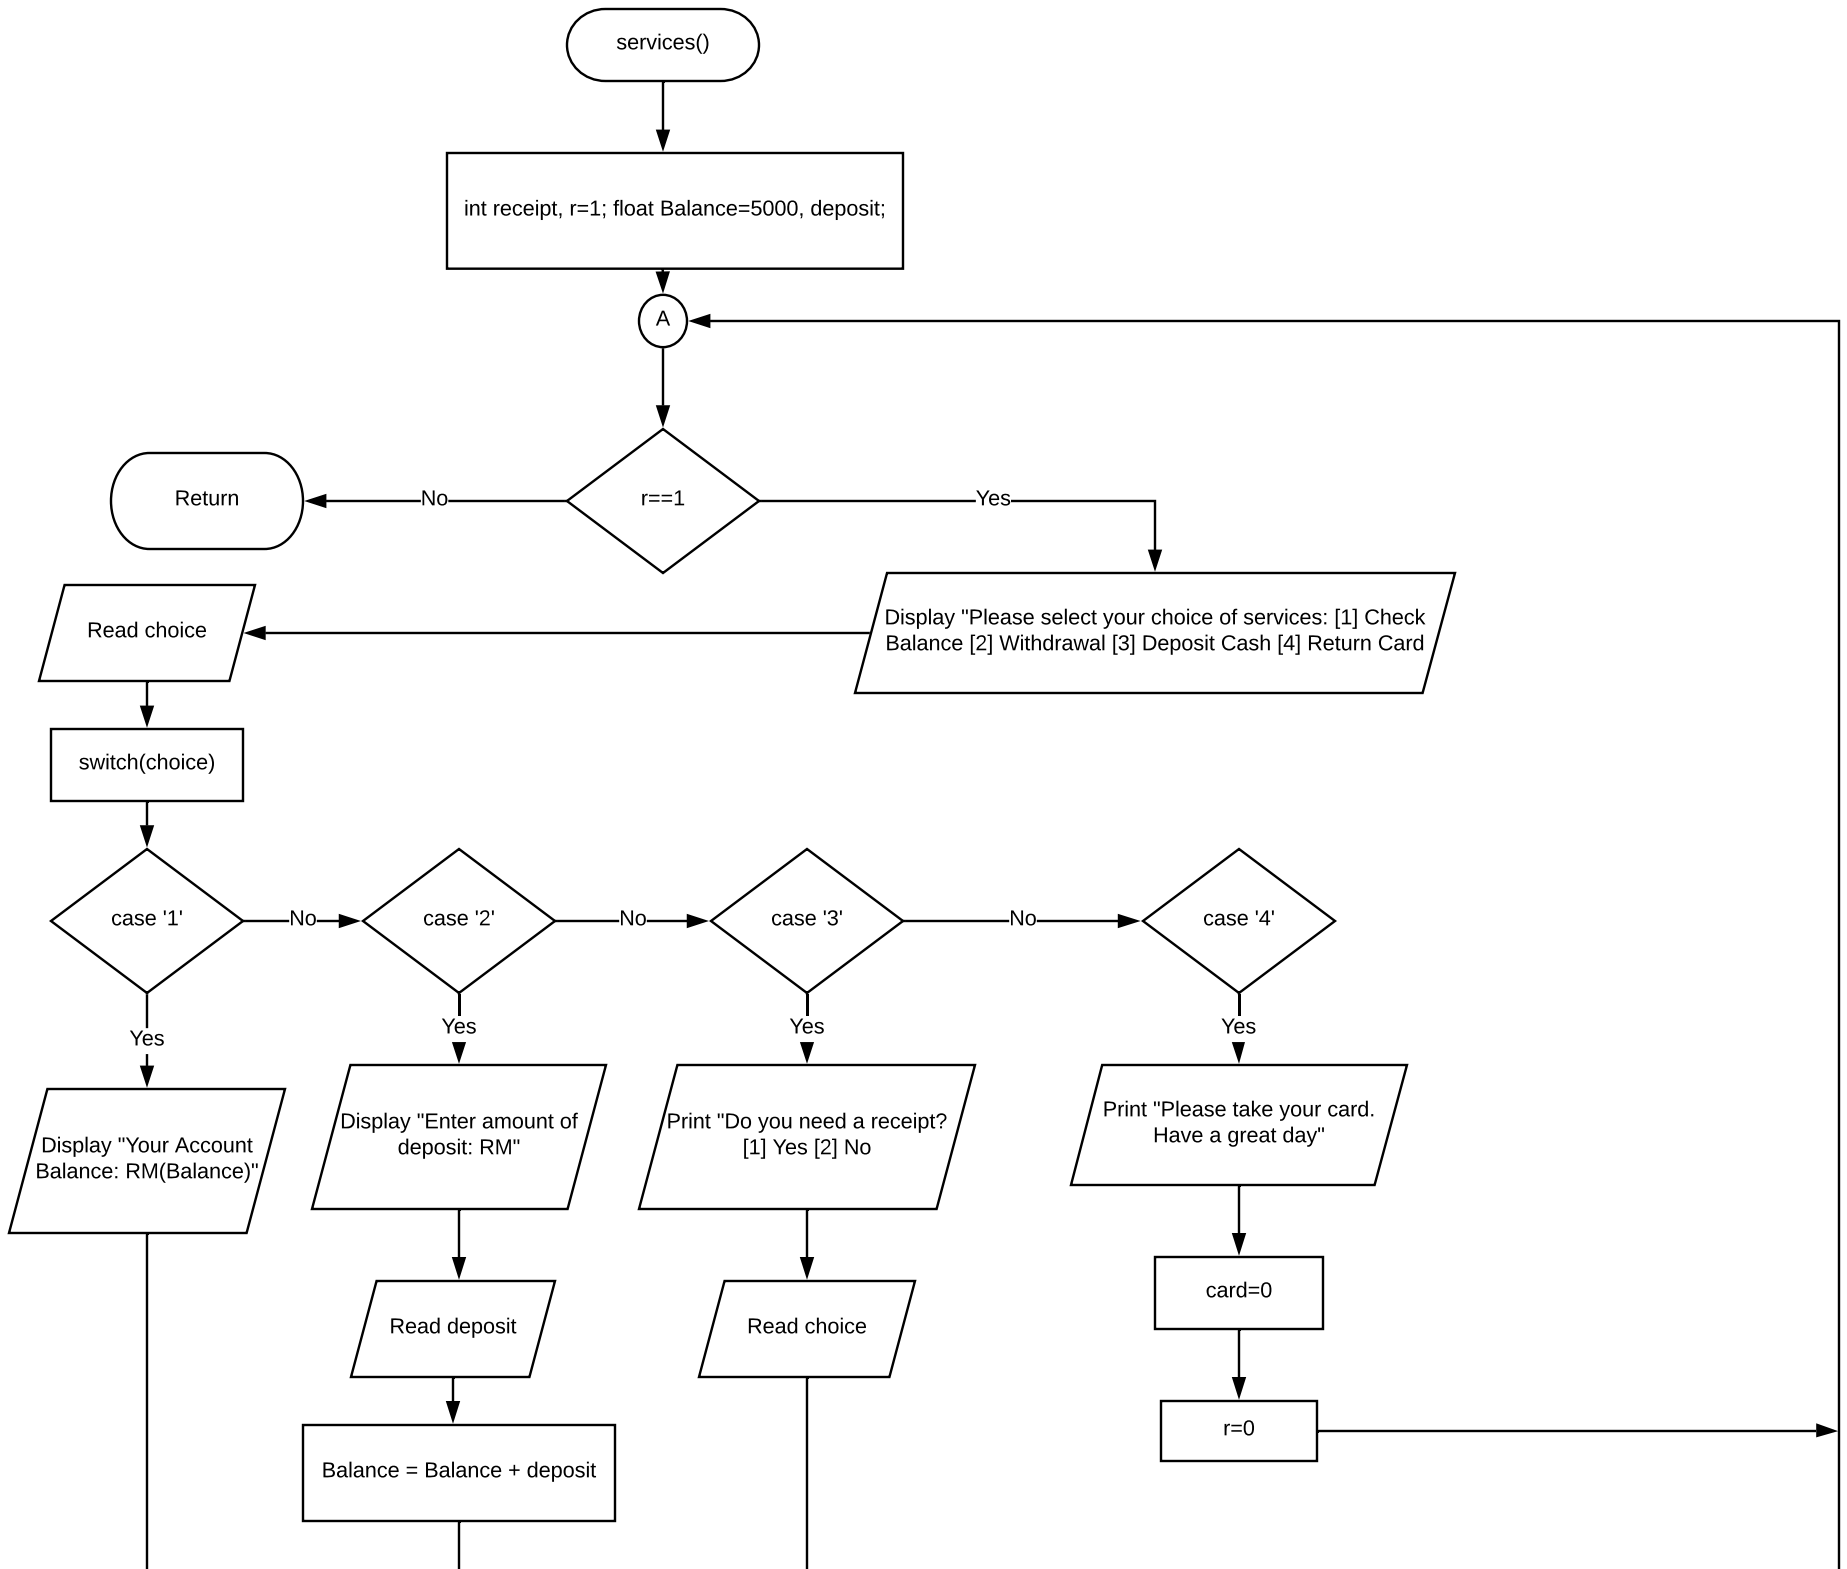 services()
int receipt, r=1; float Balance=5000, deposit;
A
r==1
No
Yes
Return
Display "Please select your choice of services: [1] Check
Balance [2] Withdrawal [3] Deposit Cash [4] Return Card
Read choice
switch(choice)
case '1'
No
case '2'
No
case '3'
No
case '4'
Yes
Yes
Yes
Yes
Display "Your Account
Balance: RM(Balance)"
Display "Enter amount of
deposit: RM"
Print "Do you need a receipt?
[1] Yes [2] No
Print "Please take your card.
Have a great day"
Read deposit
Read choice
card=0
Balance = Balance + deposit
r=0